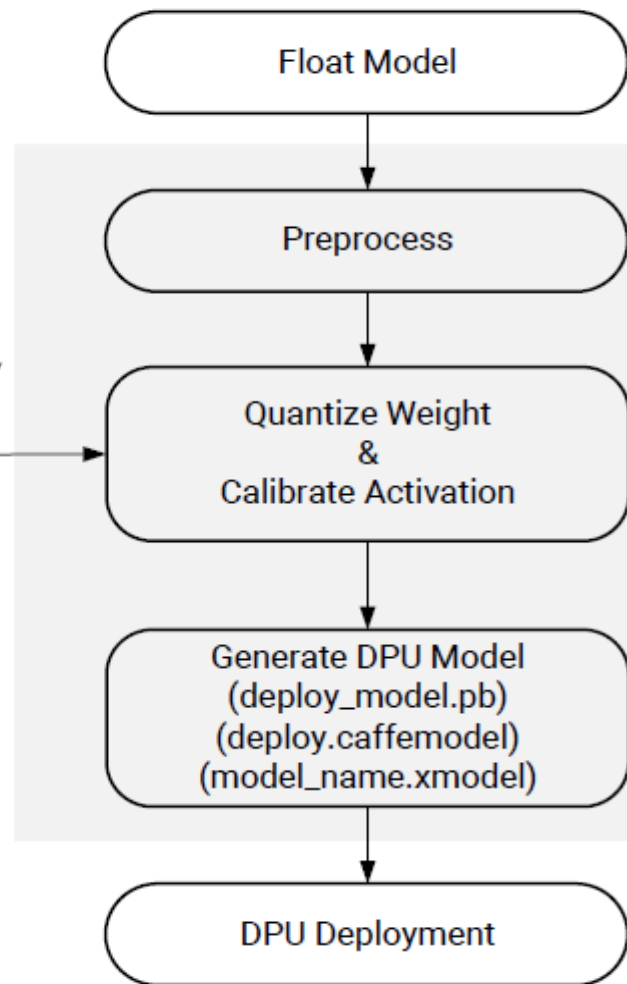 Float Model
Preprocess
Quantize Weight
&
Calibrate Activation
Generate DPU Model
(deploy_model.pb)
(deploy.caffemodel)
(model_name.xmodel)
DPU Deployment